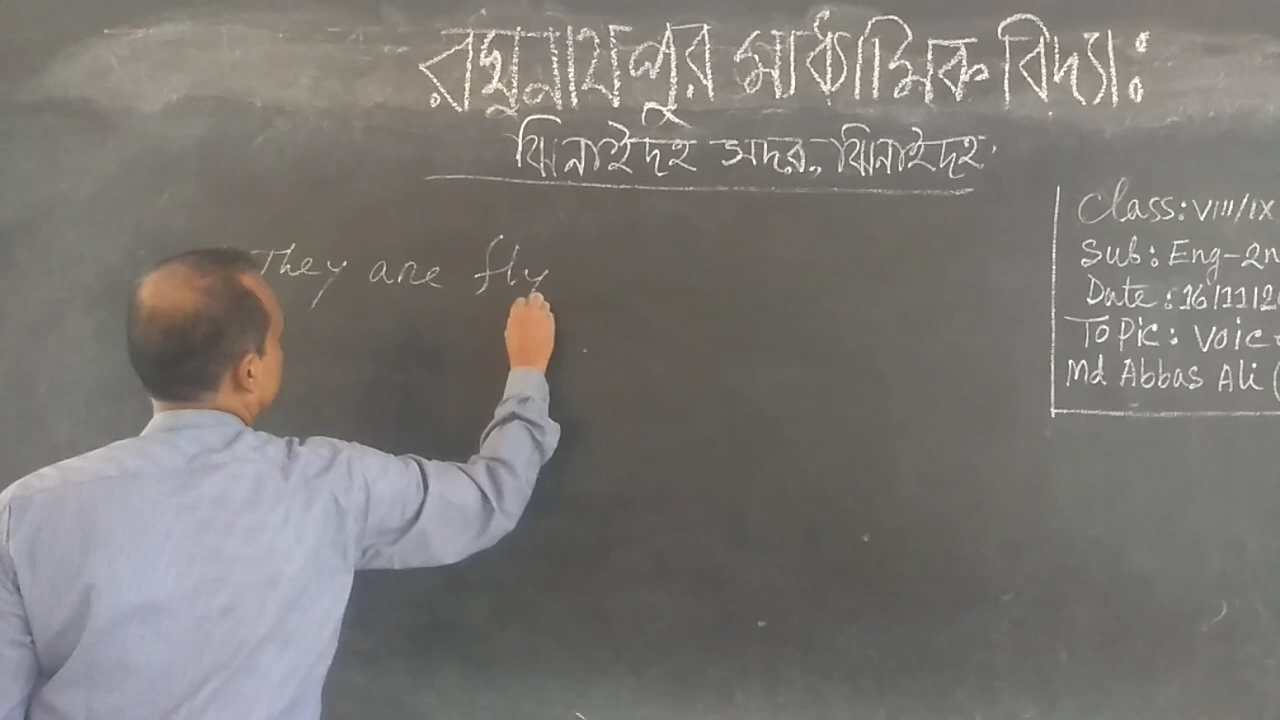 রঘুনাথপুর মাধ্যমিক বিদ্যাঃ
ঝিনাইদহ সদর, ঝিনাইদহ
They are fly
Class: VIII/IX
Sub: Eng-2n
Date: 16/11/2
Topic: Voic
Md Abbas Ali (